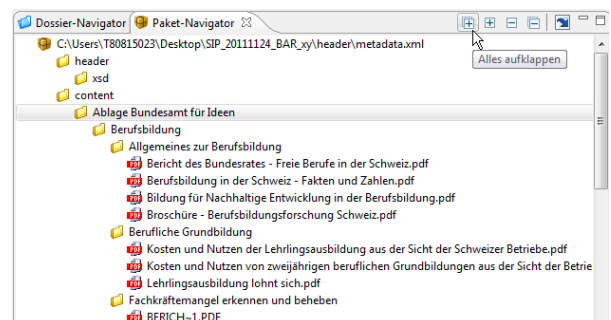 Dossier-Navigator Paket-Navigator
C:\Users\T80815023\Desktop\SIP_20111124_BAR_xy\header\metadata.xml
Alles aufklappen
header
xsd
content
Ablage Bundesamt für Ideen
Berufsbildung
Allgemeines zur Berufsbildung
Bericht des Bundesrates - Freie Berufe in der Schweiz.pdf
Berufsbildung in der Schweiz - Fakten und Zahlen.pdf
Bildung für Nachhaltige Entwicklung in der Berufsbildung.pdf
Broschüre - Berufsbildungsforschung Schweiz.pdf
Berufliche Grundbildung
Kosten und Nutzen der Lehrlingsausbildung aus der Sicht der Schweizer Betriebe.pdf
Kosten und Nutzen von zweijährigen beruflichen Grundbildungen aus der Sicht der Betrie
Lehrlingsausbildung lohnt sich.pdf
Fachkräftemangel erkennen und beheben
BERICH~1.PDF